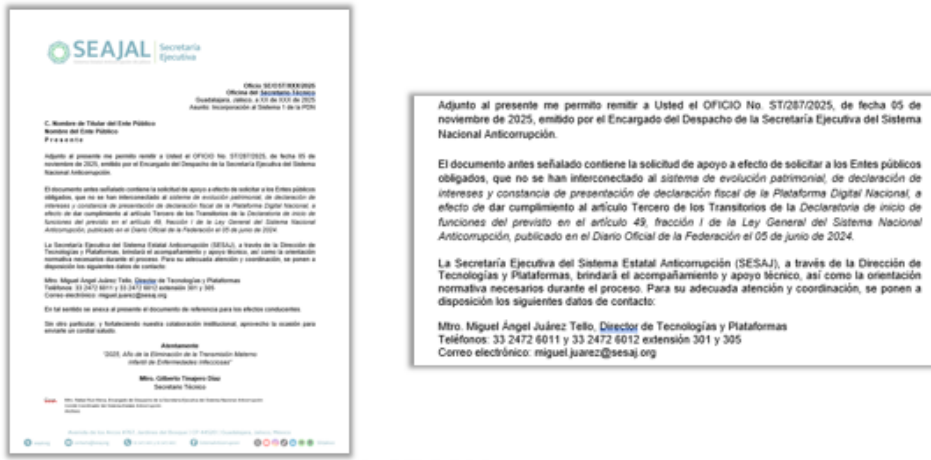 SEAJAL Secretaría
Ejecutiva
Oficina del Secretario Técnico
Guadalajara, Jalisco, a XX de XXX de 2025
Asunto: Incorporación al Sistema 1 de la PDN
C. Nombre de Titular del Ente Público
Nombre del Ente Público
P r e s e n t e
Adjunto al presente me permito remitir a Usted el OFICIO No. ST/287/2025, de fecha 05 de
noviembre de 2025, emitido por el Encargado del Despacho de la Secretaría Ejecutiva del Sistema
Nacional Anticorrupción.
El documento antes señalado contiene la solicitud de apoyo a efecto de solicitar a los Entes públicos
obligados, que no se han interconectado al sistema de evolución patrimonial, de declaración de
intereses y constancia de presentación de declaración fiscal de la Plataforma Digital Nacional, a
efecto de dar cumplimiento al artículo Tercero de los Transitorios de la Declaratoria de inicio de
funciones del previsto en el artículo 49, fracción I de la Ley General del Sistema Nacional
Anticorrupción, publicado en el Diario Oficial de la Federación el 05 de junio de 2024.
La Secretaría Ejecutiva del Sistema Estatal Anticorrupción (SESAJ), a través de la Dirección de
Tecnologías y Plataformas, brindará el acompañamiento y apoyo técnico, así como la orientación
normativa necesarios durante el proceso. Para su adecuada atención y coordinación, se ponen a
disposición los siguientes datos de contacto:
Mtro. Miguel Ángel Juárez Tello, Director de Tecnologías y Plataformas
Teléfonos: 33 2472 6011 y 33 2472 6012 extensión 301 y 305
Correo electrónico: miguel.juarez@sesaj.org
En tal sentido se anexa al presente el documento de referencia para los efectos conducentes.
Sin otro particular, y fortaleciendo nuestra colaboración institucional, aprovecho la ocasión para
enviarle un cordial saludo.
Atentamente
"2025, Año de la Eliminación de la Transmisión Materno
Infantil de Enfermedades Infecciosas"
Mtro. Gilberto Tinajero Díaz
Secretario Técnico
Adjunto al presente me permito remitir a Usted el OFICIO No. ST/287/2025, de fecha 05 de
noviembre de 2025, emitido por el Encargado del Despacho de la Secretaría Ejecutiva del Sistema
Nacional Anticorrupción.
El documento antes señalado contiene la solicitud de apoyo a efecto de solicitar a los Entes públicos
obligados, que no se han interconectado al sistema de evolución patrimonial, de declaración de
intereses y constancia de presentación de declaración fiscal de la Plataforma Digital Nacional, a
efecto de dar cumplimiento al artículo Tercero de los Transitorios de la Declaratoria de inicio de
funciones del previsto en el artículo 49, fracción I de la Ley General del Sistema Nacional
Anticorrupción, publicado en el Diario Oficial de la Federación el 05 de junio de 2024.
La Secretaría Ejecutiva del Sistema Estatal Anticorrupción (SESAJ), a través de la Dirección de
Tecnologías y Plataformas, brindará el acompañamiento y apoyo técnico, así como la orientación
normativa necesarios durante el proceso. Para su adecuada atención y coordinación, se ponen a
disposición los siguientes datos de contacto:
Mtro. Miguel Ángel Juárez Tello, Director de Tecnologías y Plataformas
Teléfonos: 33 2472 6011 y 33 2472 6012 extensión 301 y 305
Correo electrónico: miguel.juarez@sesaj.org